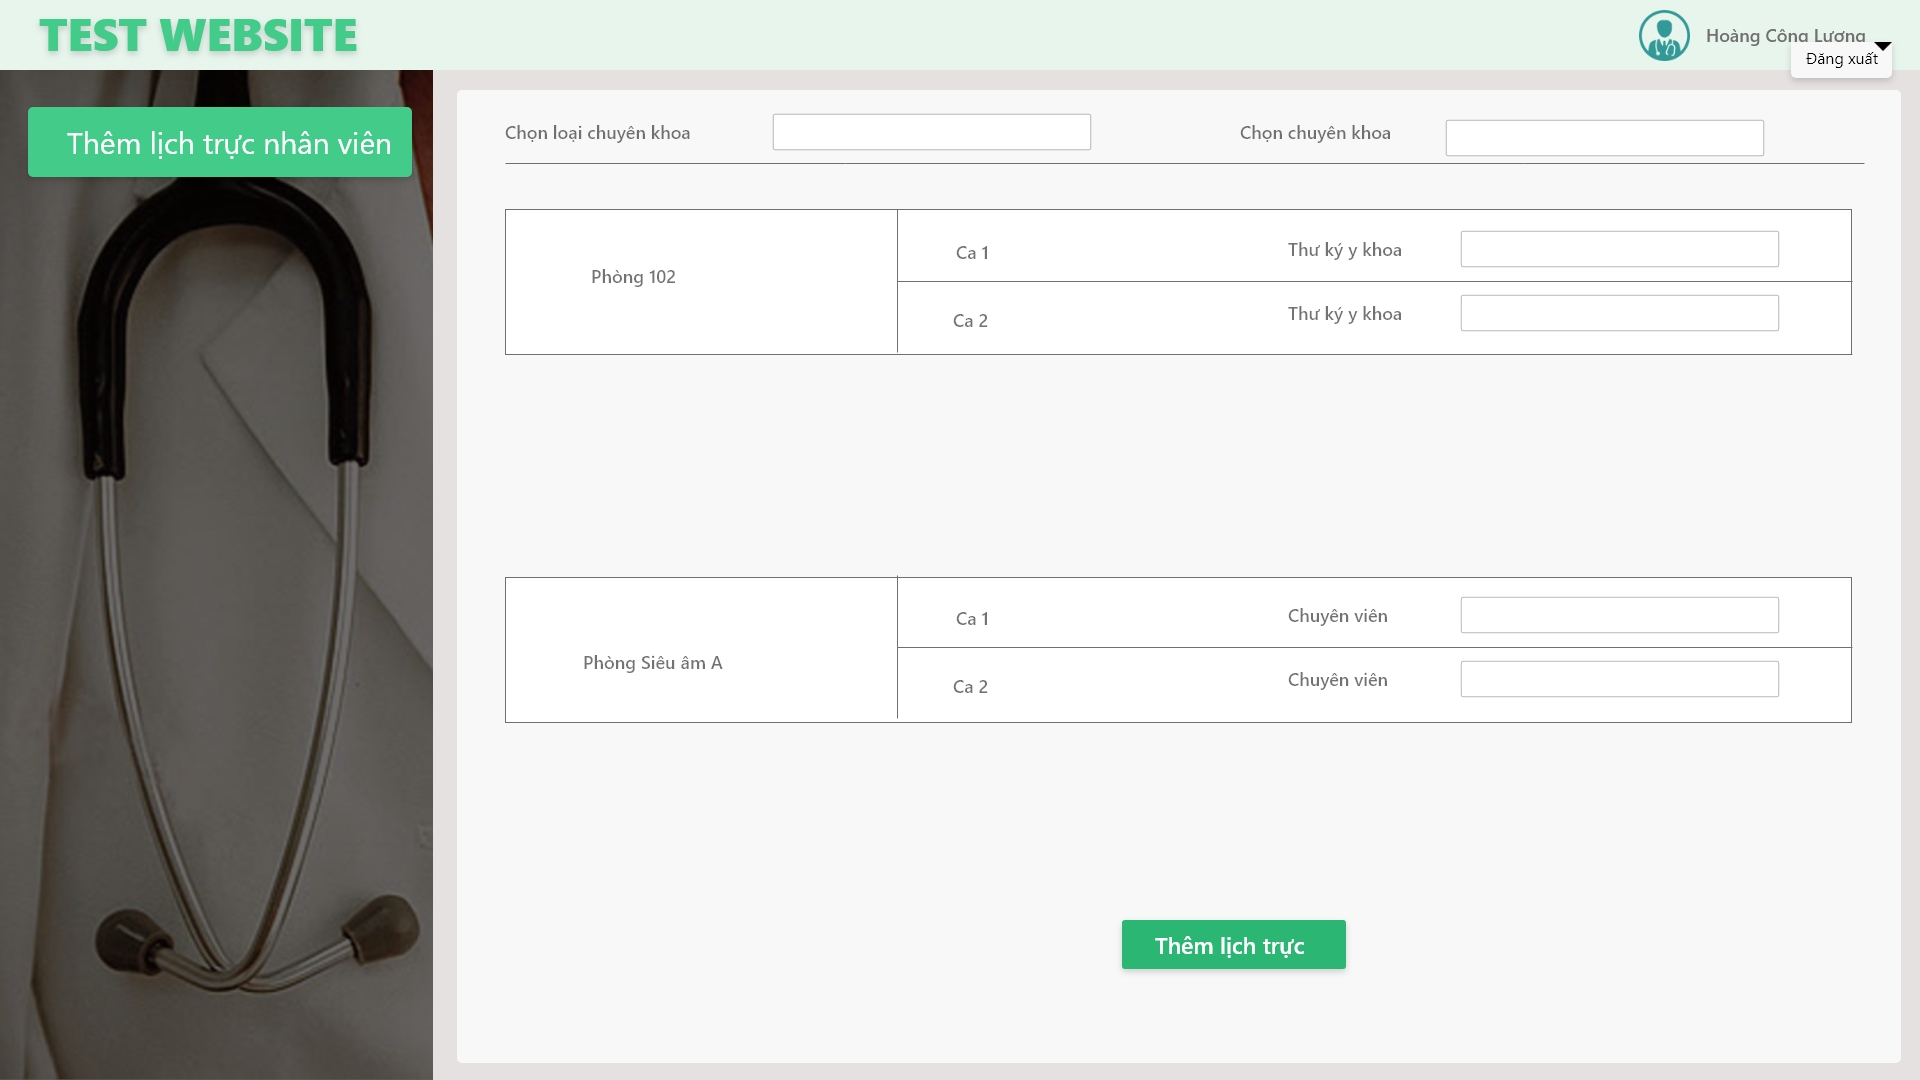 TEST WEBSITE
Hoàng Công Lương
Đăng xuất
Thêm lịch trực nhân viên
Chọn loại chuyên khoa
Chọn chuyên khoa
Phòng 102
Ca 1
Thư ký y khoa
Ca 2
Thư ký y khoa
Phòng Siêu âm A
Ca 1
Chuyên viên
Ca 2
Chuyên viên
Thêm lịch trực